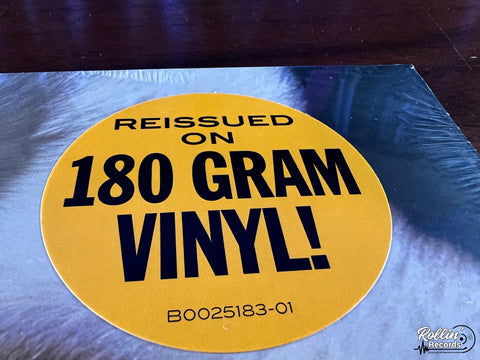 REISSUED
ON
180 GRAM
VINYL!
B0025183-01
Rollin'
Records